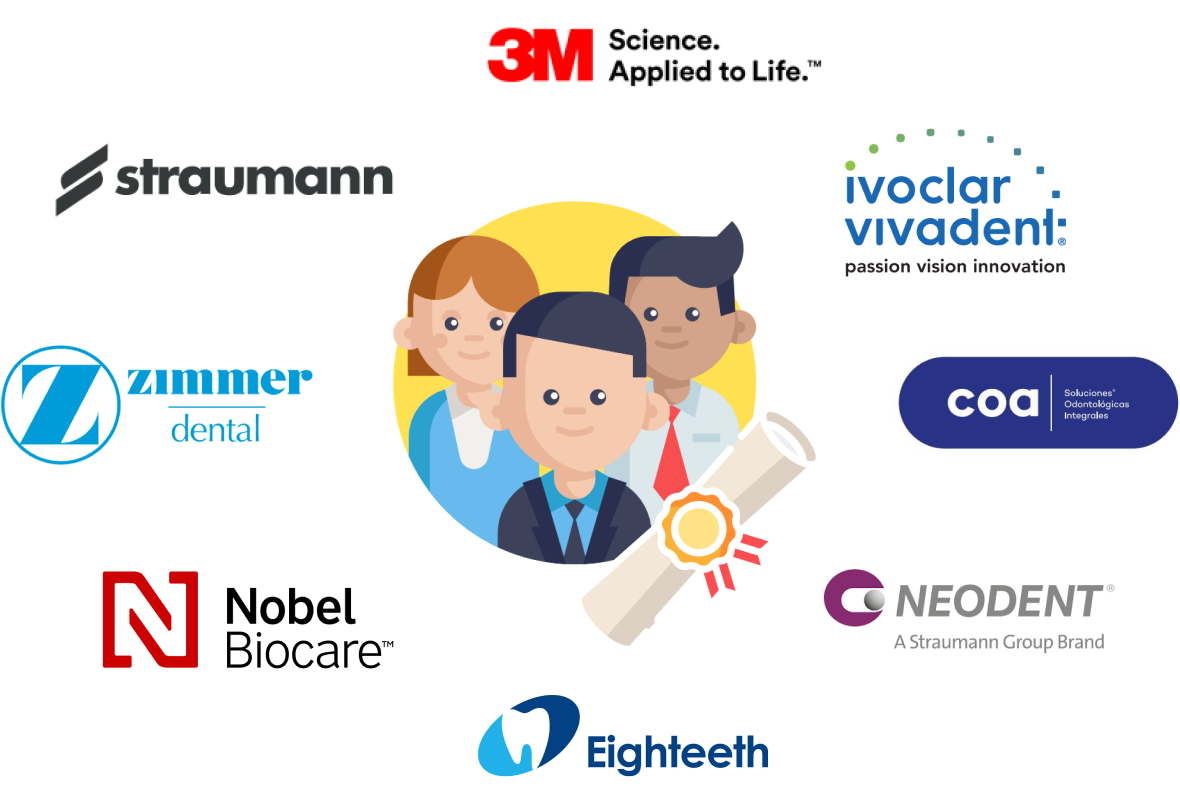 3M Science.
Applied to Life.™
straumann
ivoclar
vivadent:®
passion vision innovation
Z zimmer
dental
coa
Soluciones°
Odontológicas
Integrales
N Nobel
Biocare™
NEODENT®
A Straumann Group Brand
Eighteeth